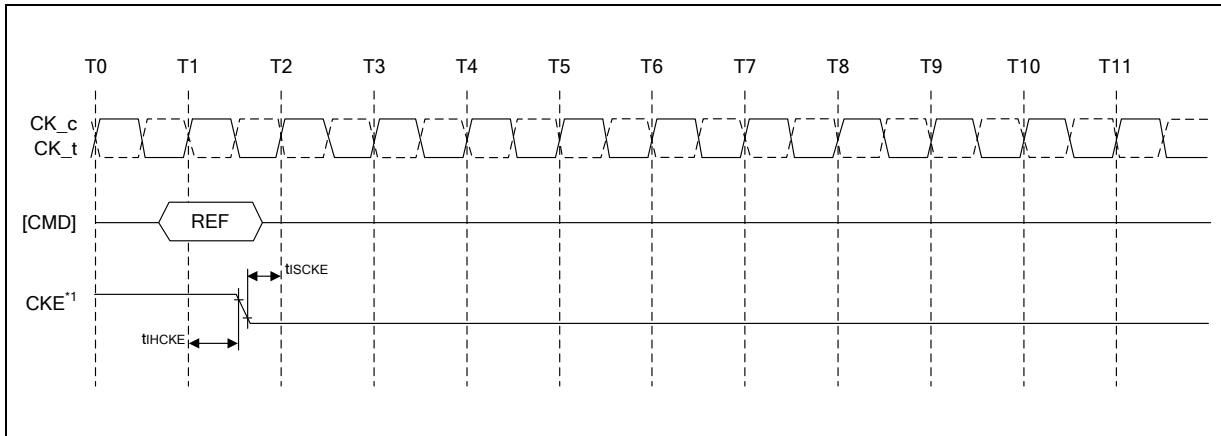 T0 T1 T2 T3 T4 T5 T6 T7 T8 T9 T10 T11
CK_c
CK_t
[CMD] REF
tISCKE
CKE*1
tIHCKE